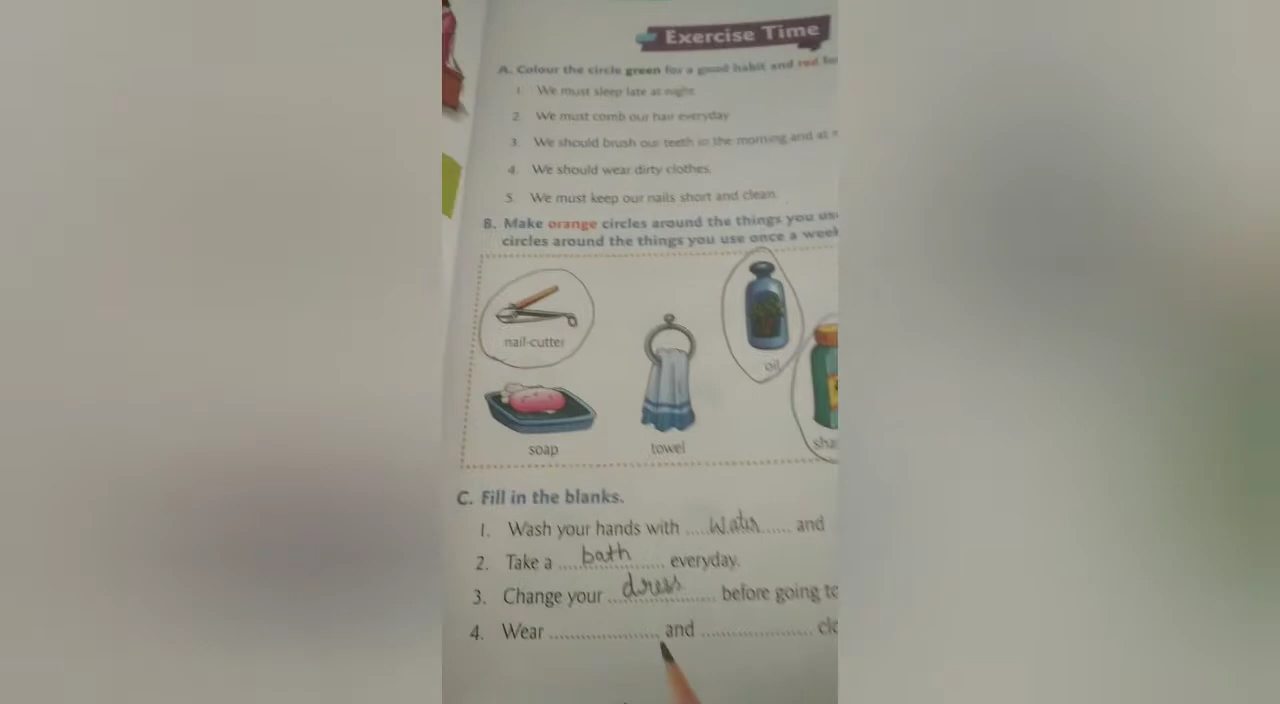 Exercise Time
A. Colour the circle green for a good habit and red for
1. We must sleep late at night.
2. We must comb our hair everyday
3. We should brush our teeth in the morning and at
4. We should wear dirty clothes.
5. We must keep our nails short and clean.
B. Make orange circles around the things you
circles around the things you use once a week
nail-cutter
oil
soap
towel
sha
C. Fill in the blanks.
1. Wash your hands with .... water ...... and
2. Take a .... bath .......... everyday.
3. Change your .... dress .......... before going to
4. Wear ...................... and ...................... clo